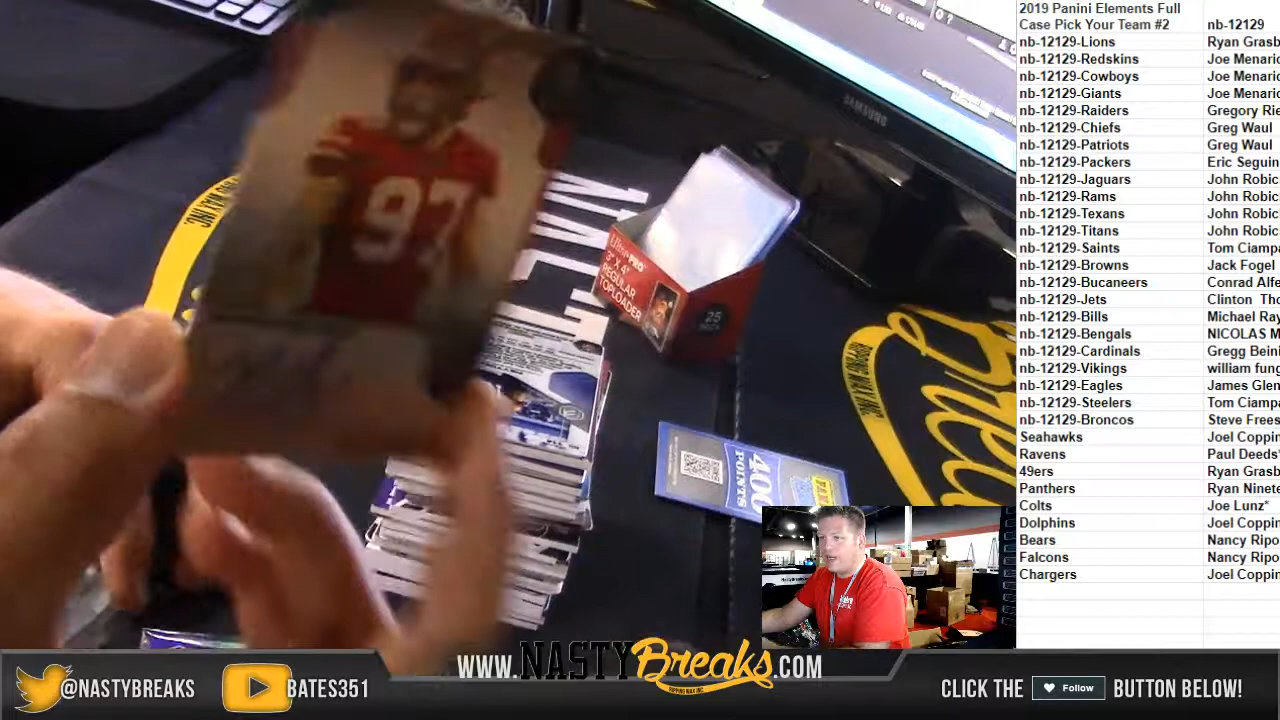 2019 Panini Elements Full
Case Pick Your Team #2 nb-12129
nb-12129-Lions Ryan Grasb
nb-12129-Redskins Joe Menaric
nb-12129-Cowboys Joe Menaric
nb-12129-Giants Joe Menaric
nb-12129-Raiders Gregory Rie
nb-12129-Chiefs Greg Waul
nb-12129-Patriots Greg Waul
nb-12129-Packers Eric Seguin
nb-12129-Jaguars John Robic
nb-12129-Rams John Robic
nb-12129-Texans John Robic
nb-12129-Titans John Robic
nb-12129-Saints Tom Ciampa
nb-12129-Browns Jack Fogel
nb-12129-Bucaneers Conrad Alfe
nb-12129-Jets Clinton Tho
nb-12129-Bills Michael Ray
nb-12129-Bengals NICOLAS M
nb-12129-Cardinals Gregg Beini
nb-12129-Vikings william fung
nb-12129-Eagles James Glen
nb-12129-Steelers Tom Ciampa
nb-12129-Broncos Steve Frees
Seahawks Joel Coppin
Ravens Paul Deeds*
49ers Ryan Grasb
Panthers Ryan Ninete
Colts Joe Lunz*
Dolphins Joel Coppin
Bears Nancy Ripo
Falcons Nancy Ripo
Chargers Joel Coppin
SAMSUNG
97
Ultra PRO
3" X 4"
REGULAR
TOPLOADER
25
400
POINTS
RIPPING WAX INC.
@NASTYBREAKS
BATES351
WWW.NASTYBreaks.COM
RIPPING WAX INC
CLICK THE Follow BUTTON BELOW!